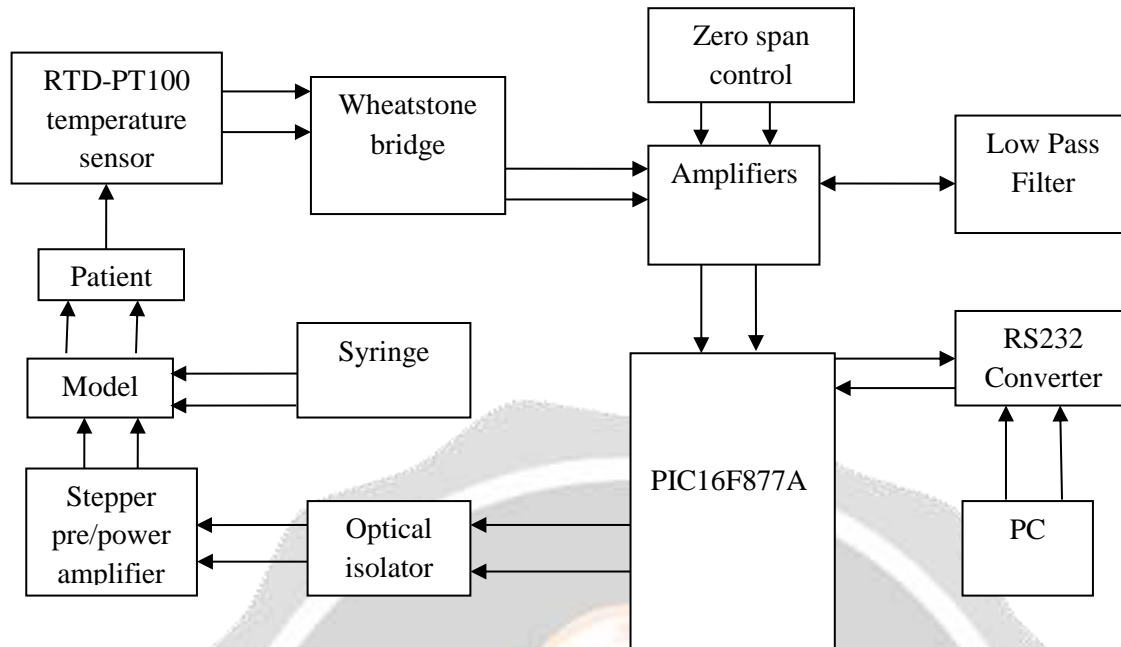 Zero span
control
RTD-PT100
temperature
sensor
Wheatstone
bridge
Amplifiers
Low Pass
Filter
Patient
Syringe
Model
RS232
Converter
PIC16F877A
Stepper
pre/power
amplifier
Optical
isolator
PC